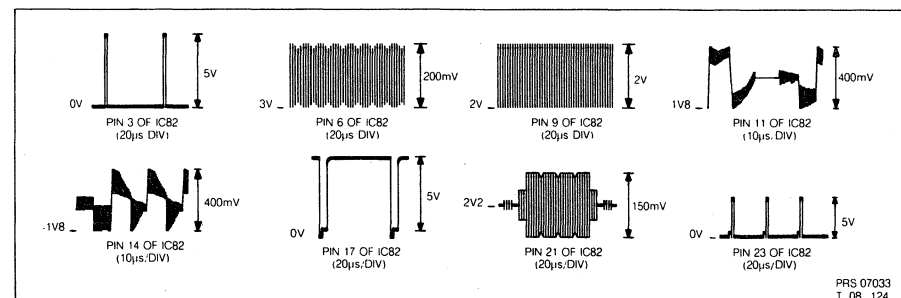 5V
0V
PIN 3 OF IC82
(20µs DIV)
200mV
3V
PIN 6 OF IC82
(20µs DIV)
2V
2V
PIN 9 OF IC82
(20µs DIV)
400mV
1V8
PIN 11 OF IC82
(10µs/DIV)
400mV
1V8
PIN 14 OF IC82
(10µs/DIV)
5V
0V
PIN 17 OF IC82
(20µs/DIV)
2V2
150mV
PIN 21 OF IC82
(20µs/DIV)
5V
0V
PIN 23 OF IC82
(20µs/DIV)
PRS 07033
T 08 124